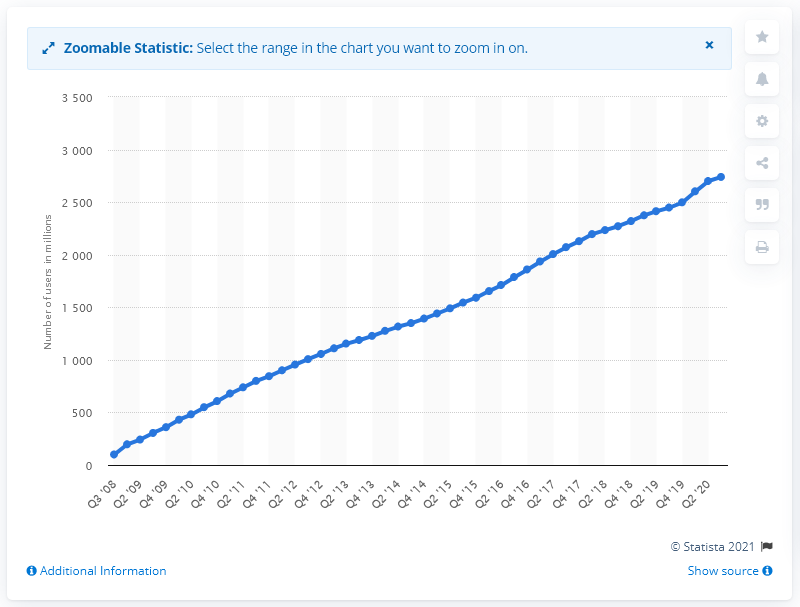 Zoomable Statistic: Select the range in the chart you want to zoom in on.
Number of users in millions
3 500
3 000
2 500
2 000
1 500
1 000
500
0
Q3 '08
Q2 '09
Q4 '09
Q2 '10
Q4 '10
Q2 '11
Q4 '11
Q2 '12
Q4 '12
Q2 '13
Q4 '13
Q2 '14
Q4 '14
Q2 '15
Q4 '15
Q2 '16
Q4 '16
Q2 '17
Q4 '17
Q2 '18
Q4 '18
Q2 '19
Q4 '19
Q2 '20
© Statista 2021
Additional Information
Show source